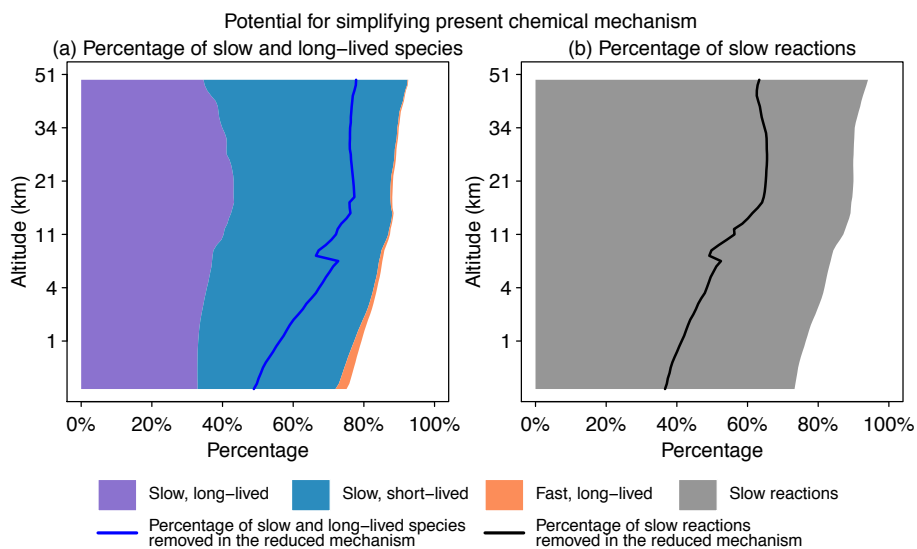 Potential for simplifying present chemical mechanism
(a) Percentage of slow and long−lived species
(b) Percentage of slow reactions
Altitude (km)
51
34
21
11
4
1
0%
20%
40%
60%
80%
100%
Percentage
Altitude (km)
51
34
21
11
4
1
0%
20%
40%
60%
80%
100%
Percentage
Slow, long−lived
Slow, short−lived
Fast, long−lived
Slow reactions
Percentage of slow and long−lived species
removed in the reduced mechanism
Percentage of slow reactions
removed in the reduced mechanism